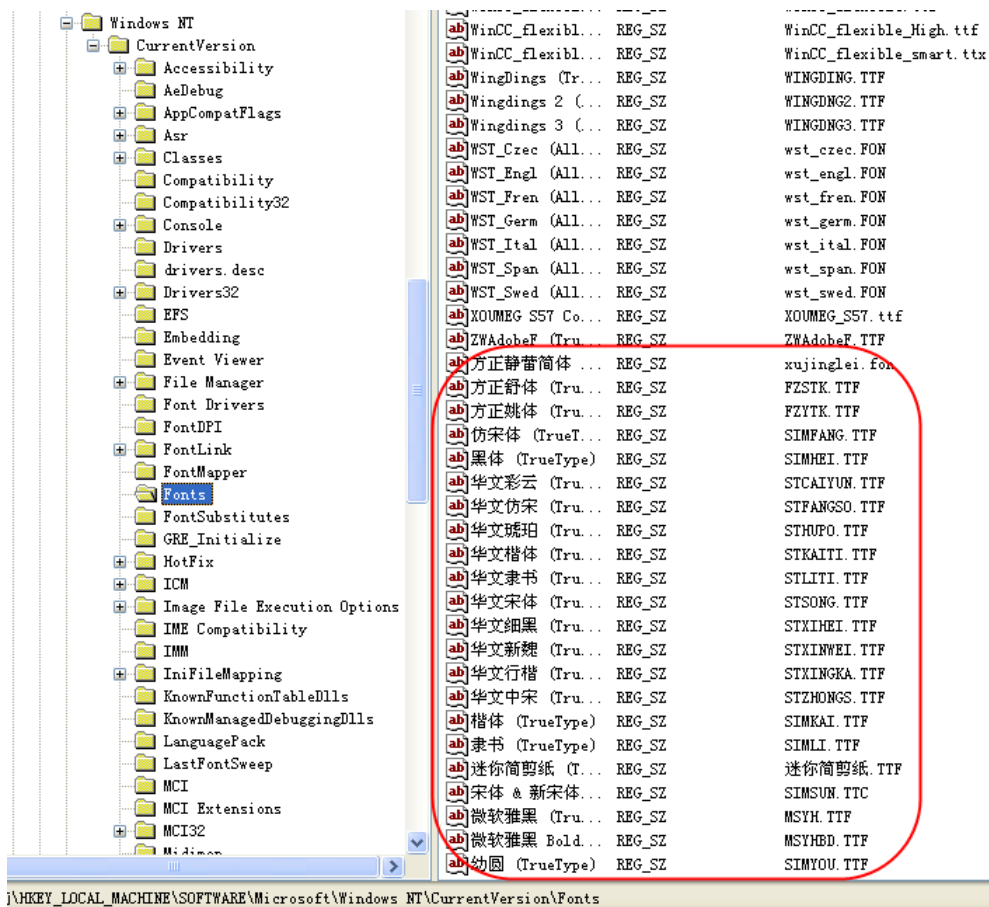 Windows NT
CurrentVersion
Accessibility
AeDebug
AppCompatFlags
Asr
Classes
Compatibility
Compatibility32
Console
Drivers
drivers.desc
Drivers32
EFS
Embedding
Event Viewer
File Manager
Font Drivers
FontDPI
FontLink
FontMapper
Fonts
FontSubstitutes
GRE_Initialize
HotFix
ICM
Image File Execution Options
IME Compatibility
IMM
IniFileMapping
KnownFunctionTableDlls
KnownManagedDebuggingDlls
LanguagePack
LastFontSweep
MCI
MCI Extensions
MCI32
Midimap
WinCC_flexibl... REG_SZ WinCC_flexible_High.ttf
WinCC_flexibl... REG_SZ WinCC_flexible_smart.ttx
WingDings (Tr... REG_SZ WINGDING.TTF
Wingdings 2 (... REG_SZ WINGDNG2.TTF
Wingdings 3 (... REG_SZ WINGDNG3.TTF
WST_Czec (All... REG_SZ wst_czec.FON
WST_Engl (All... REG_SZ wst_engl.FON
WST_Fren (All... REG_SZ wst_fren.FON
WST_Germ (All... REG_SZ wst_germ.FON
WST_Ital (All... REG_SZ wst_ital.FON
WST_Span (All... REG_SZ wst_span.FON
WST_Swed (All... REG_SZ wst_swed.FON
XOUMEG S57 Co... REG_SZ XOUMEG_S57.ttf
ZWAdobeF (Tru... REG_SZ ZWAdobeF.TTF
方正静蕾简体 ... REG_SZ xujinglei.fon
方正舒体 (Tru... REG_SZ FZSTK.TTF
方正姚体 (Tru... REG_SZ FZYTK.TTF
仿宋体 (TrueT... REG_SZ SIMFANG.TTF
黑体 (TrueType) REG_SZ SIMHEI.TTF
华文彩云 (Tru... REG_SZ STCAIYUN.TTF
华文仿宋 (Tru... REG_SZ STFANGSO.TTF
华文琥珀 (Tru... REG_SZ STHUPO.TTF
华文楷体 (Tru... REG_SZ STKAITI.TTF
华文隶书 (Tru... REG_SZ STLITI.TTF
华文宋体 (Tru... REG_SZ STSONG.TTF
华文细黑 (Tru... REG_SZ STXIHEI.TTF
华文新魏 (Tru... REG_SZ STXINWEI.TTF
华文行楷 (Tru... REG_SZ STXINGKA.TTF
华文中宋 (Tru... REG_SZ STZHONGS.TTF
楷体 (TrueType) REG_SZ SIMKAI.TTF
隶书 (TrueType) REG_SZ SIMLI.TTF
迷你简剪纸 (T... REG_SZ 迷你简剪纸.TTF
宋体 & 新宋体... REG_SZ SIMSUN.TTC
微软雅黑 (Tru... REG_SZ MSYH.TTF
微软雅黑 Bold... REG_SZ MSYHBD.TTF
幼圆 (TrueType) REG_SZ SIMYOU.TTF
\HKEY_LOCAL_MACHINE\SOFTWARE\Microsoft\Windows NT\CurrentVersion\Fonts